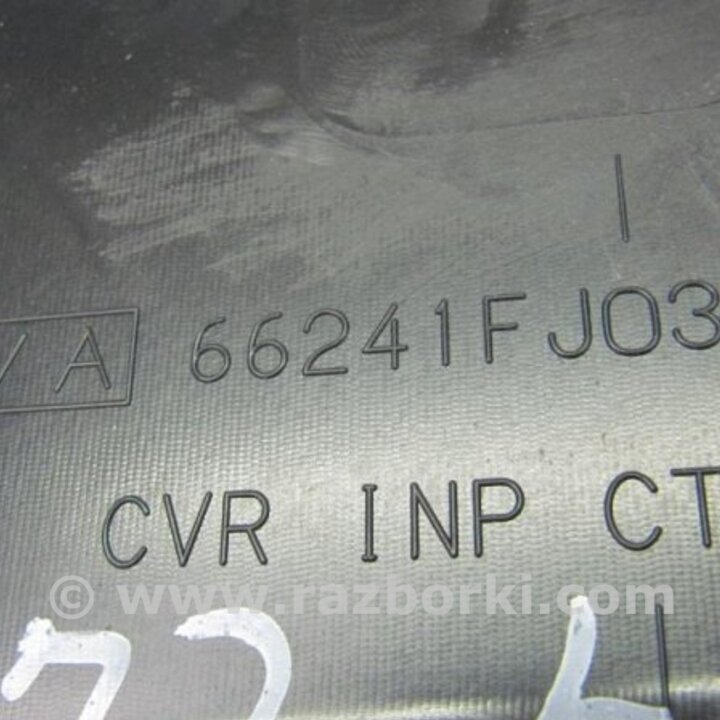 /A 66241FJ03
CVR INP CT
© www.razborki.com